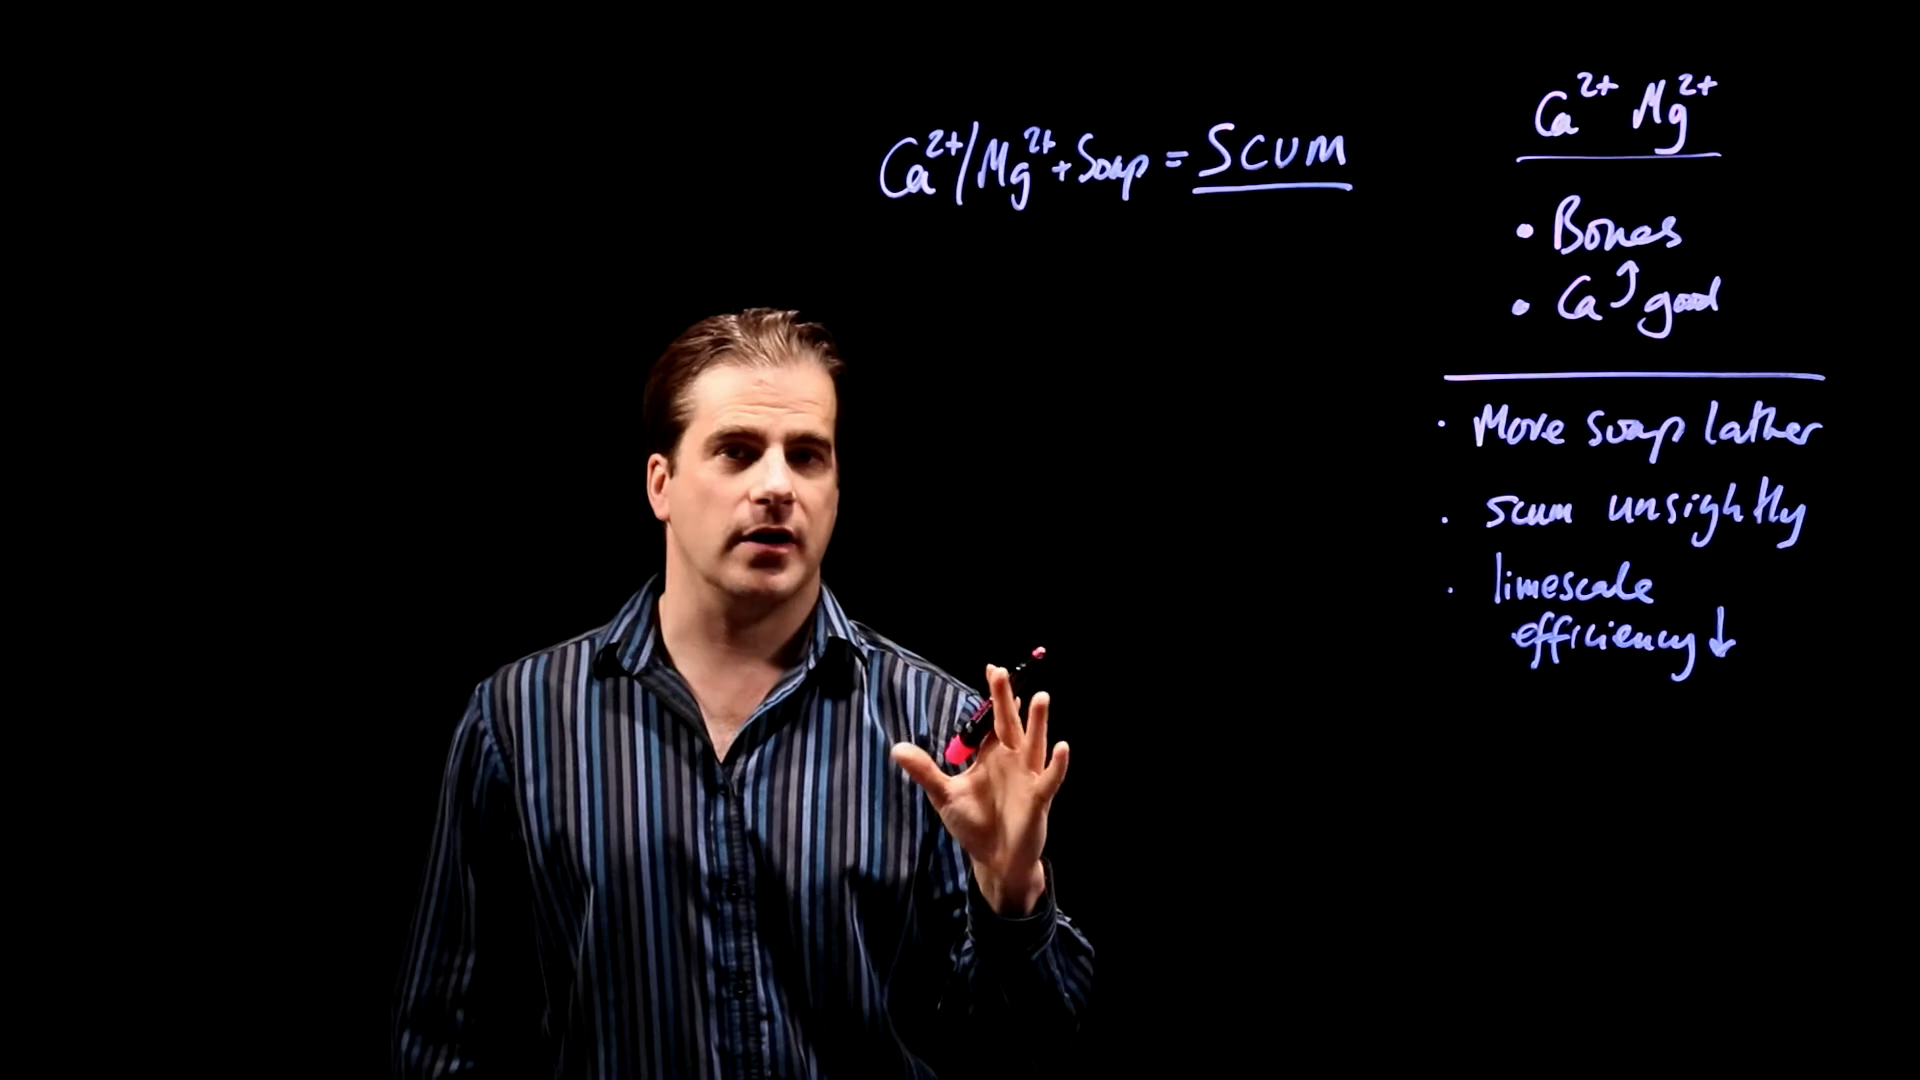 Ca²⁺/Mg²⁺ + Soap = SCUM
Ca²⁺ Mg²⁺
• Bones
• Ca ↑ good
• More soap lather
• scum unsightly
• limescale
efficiency ↓